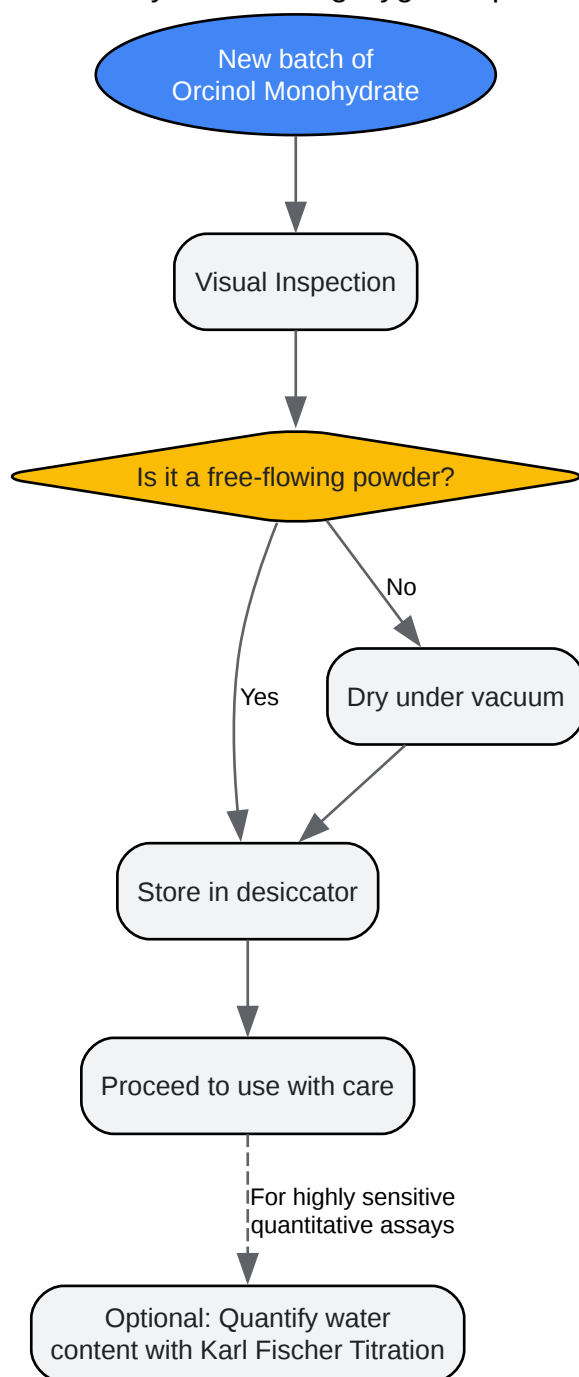 New batch of
Orcinol Monohydrate
Visual Inspection
Is it a free-flowing powder?
No
Yes
Dry under vacuum
Store in desiccator
Proceed to use with care
For highly sensitive
quantitative assays
Optional: Quantify water
content with Karl Fischer Titration